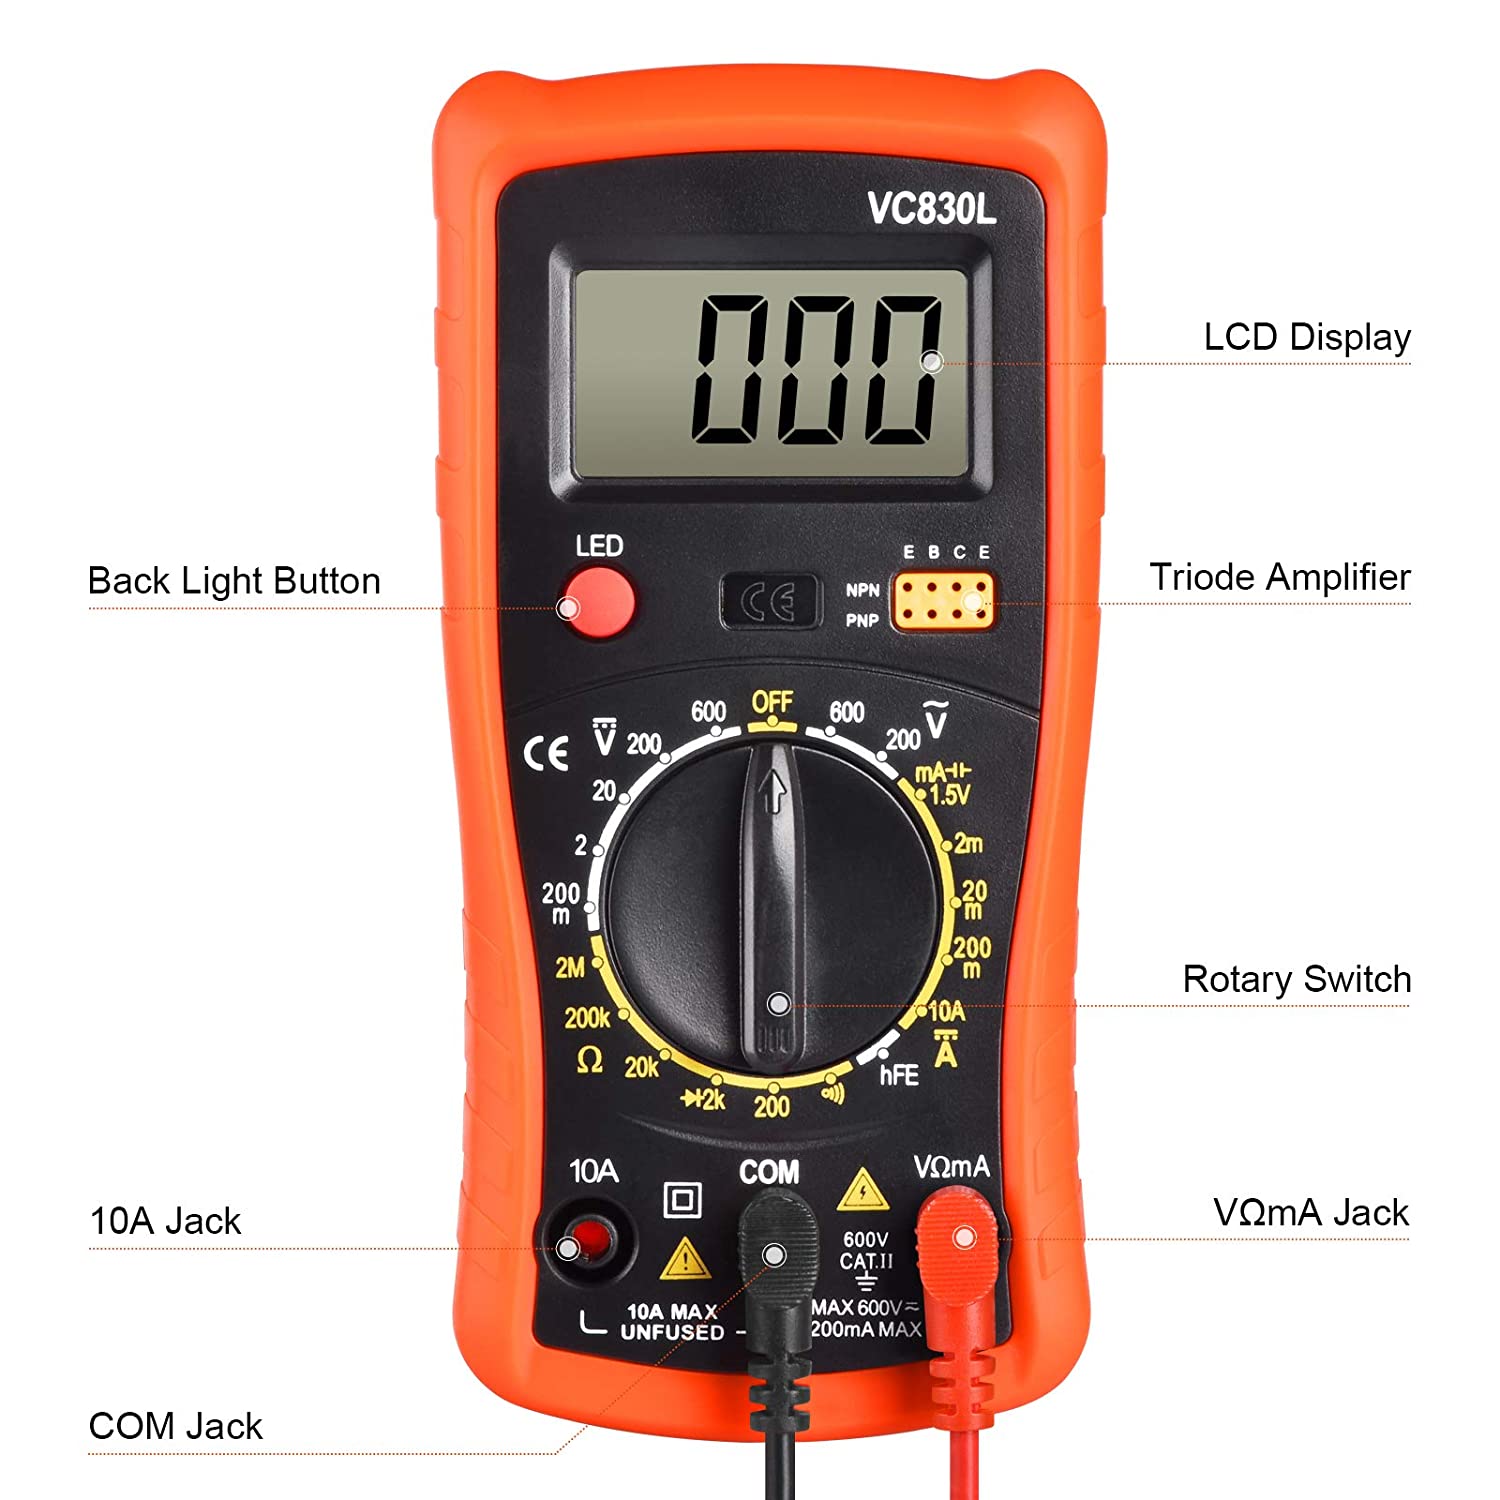 VC830L
000
LCD Display
LED
E B C E
Back Light Button
CE
NPN
PNP
Triode Amplifier
OFF
600
600
V
200
200
V
CE
mA
1.5V
20
2
2m
200
m
20
m
200
m
2M
Rotary Switch
200k
10A
A
Ω
20k
hFE
2k
200
10A
COM
VΩmA
10A Jack
VΩmA Jack
600V
CAT.II
10A MAX
UNFUSED
MAX 600V
200mA MAX
COM Jack